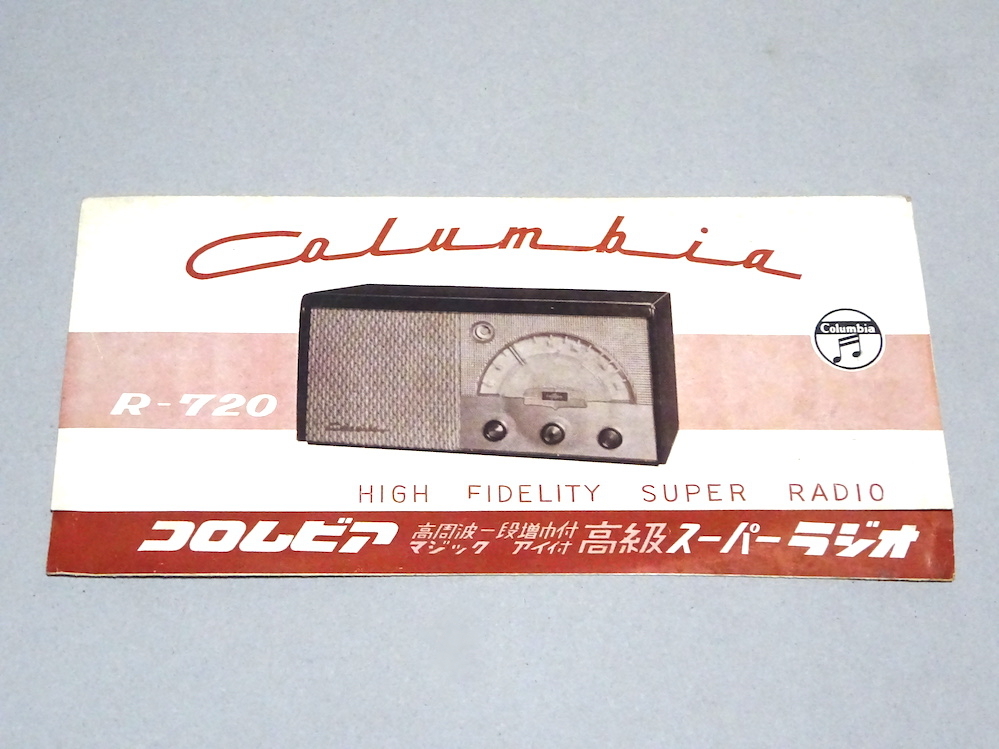 Columbia
Columbia
R-720
Columbia
HIGH FIDELITY SUPER RADIO
コロムビア 高周波一段増巾付 マジックアイ付 高級スーパーラジオ